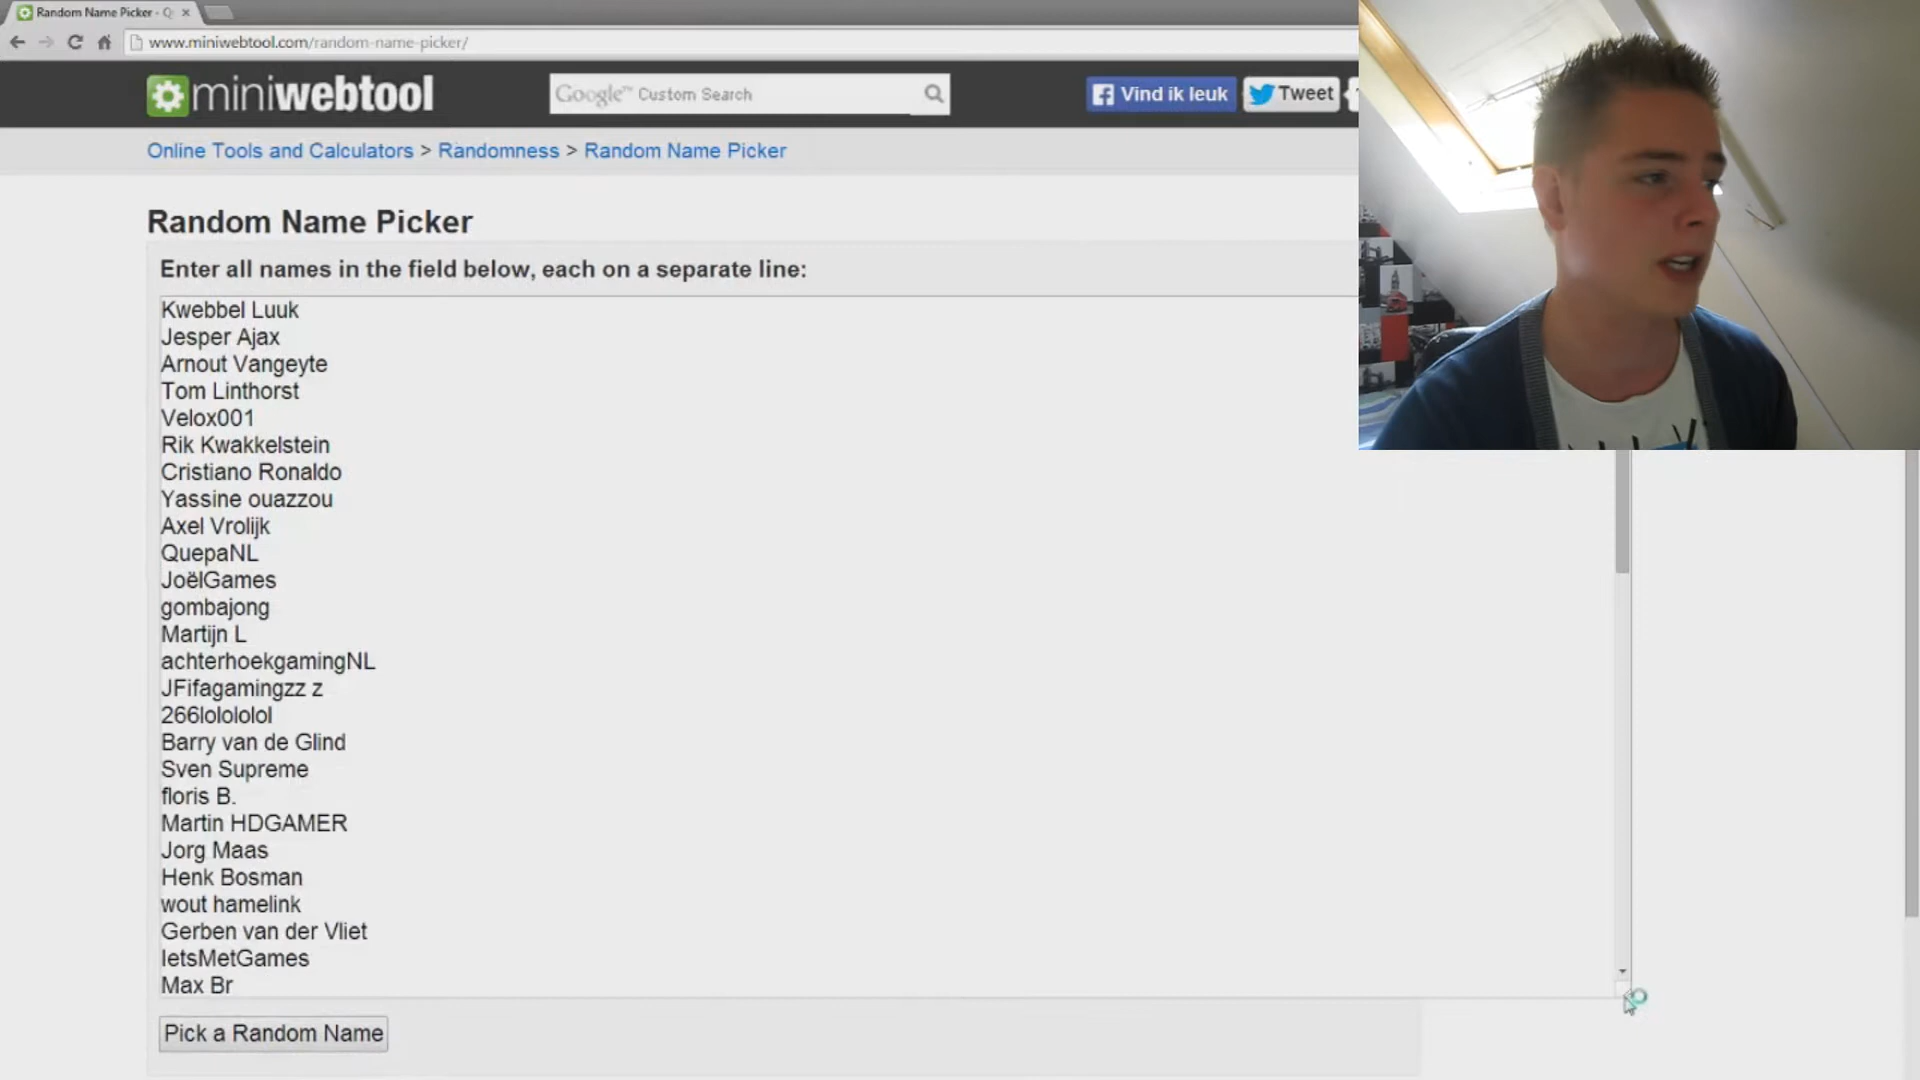 Random Name Picker - Q
www.miniwebtool.com/random-name-picker/
miniwebtool
Google™ Custom Search
Vind ik leuk
Tweet
Online Tools and Calculators > Randomness > Random Name Picker
Random Name Picker
Enter all names in the field below, each on a separate line:
Kwebbel Luuk
Jesper Ajax
Arnout Vangeyte
Tom Linthorst
Velox001
Rik Kwakkelstein
Cristiano Ronaldo
Yassine ouazzou
Axel Vrolijk
QuepaNL
JoëlGames
gombajong
Martijn L
achterhoekgamingNL
JFifagamingzz z
266lolololol
Barry van de Glind
Sven Supreme
floris B.
Martin HDGAMER
Jorg Maas
Henk Bosman
wout hamelink
Gerben van der Vliet
IetsMetGames
Max Br
Pick a Random Name